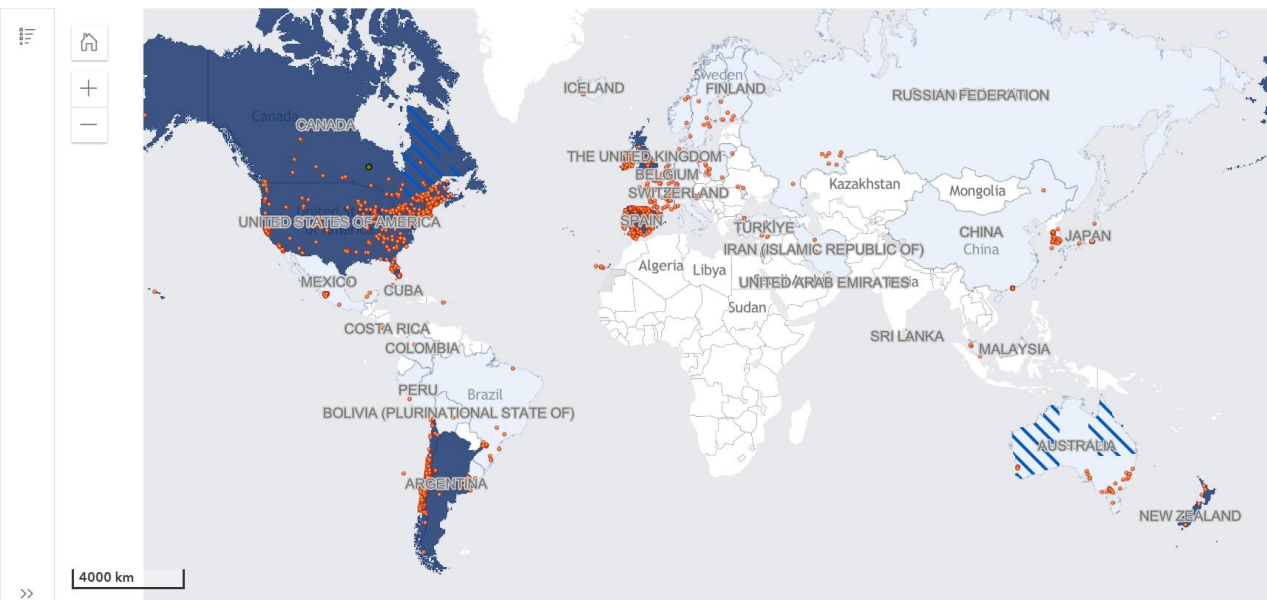 Sweden
ICELAND
FINLAND
RUSSIAN FEDERATION
Canada
CANADA
THE UNITED KINGDOM
BELGIUM
SWITZERLAND
Kazakhstan
Mongolia
UNITED STATES OF AMERICA
SPAIN
TÜRKİYE
CHINA
JAPAN
IRAN (ISLAMIC REPUBLIC OF)
China
Algeria
Libya
MEXICO
CUBA
UNITED ARAB EMIRATES
Sudan
COSTA RICA
SRI LANKA
COLOMBIA
MALAYSIA
PERU
Brazil
BOLIVIA (PLURINATIONAL STATE OF)
AUSTRALIA
ARGENTINA
NEW ZEALAND
4000 km